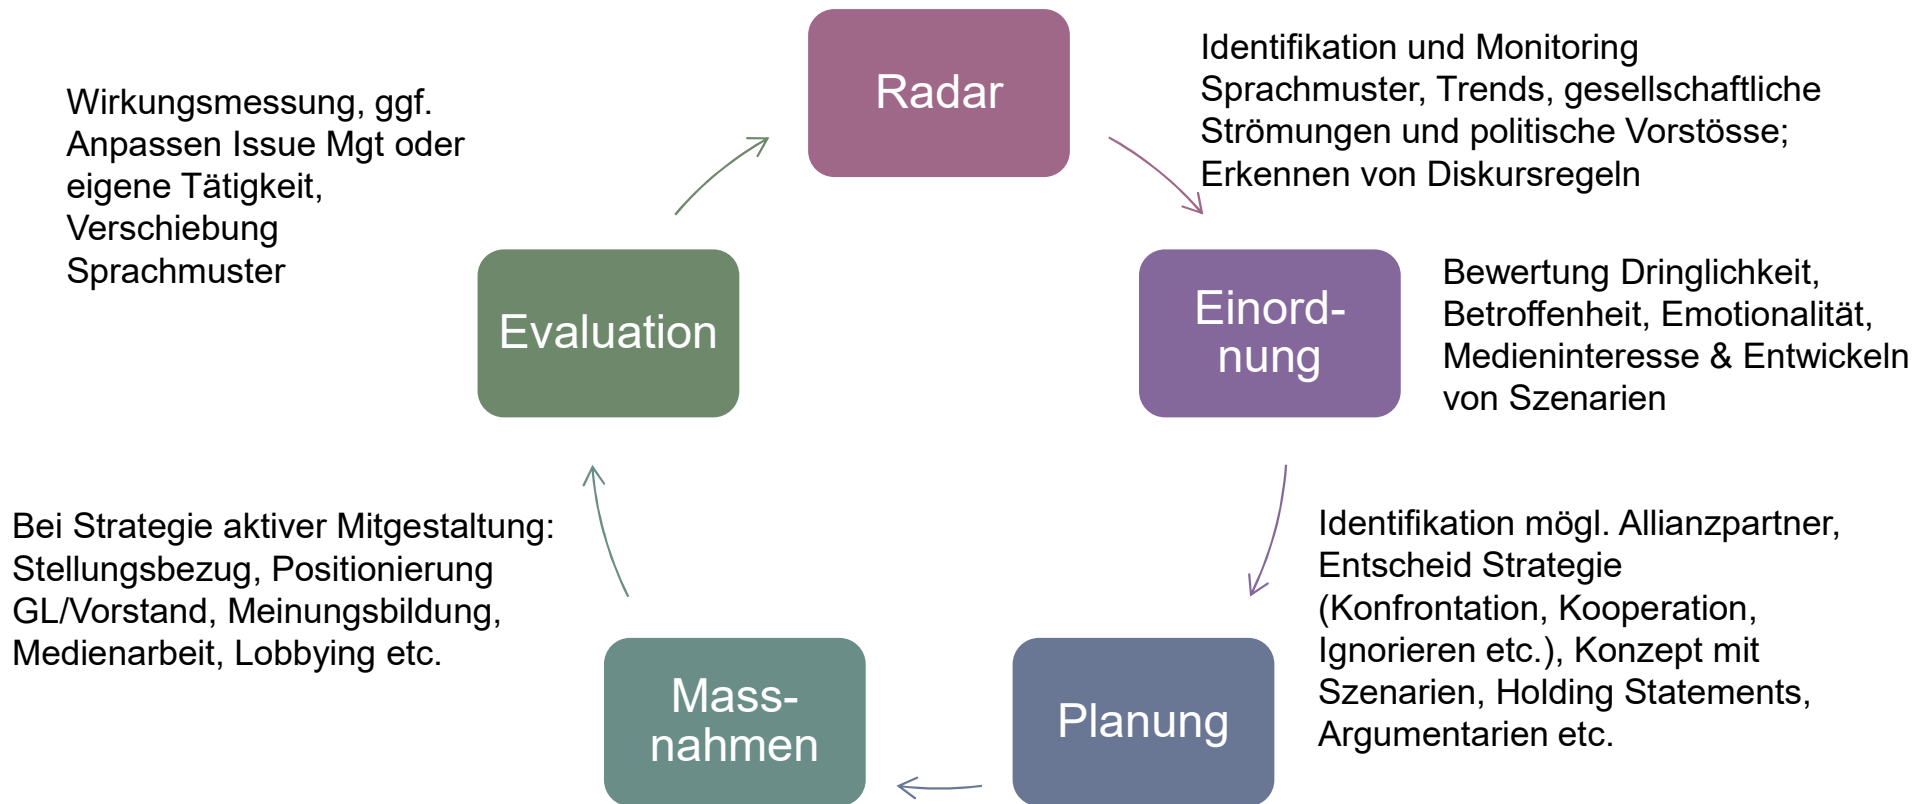 Radar
Identifikation und Monitoring
Sprachmuster, Trends, gesellschaftliche
Strömungen und politische Vorstösse;
Erkennen von Diskursregeln
Einord-
nung
Bewertung Dringlichkeit,
Betroffenheit, Emotionalität,
Medieninteresse & Entwickeln
von Szenarien
Planung
Identifikation mögl. Allianzpartner,
Entscheid Strategie
(Konfrontation, Kooperation,
Ignorieren etc.), Konzept mit
Szenarien, Holding Statements,
Argumentarien etc.
Mass-
nahmen
Bei Strategie aktiver Mitgestaltung:
Stellungsbezug, Positionierung
GL/Vorstand, Meinungsbildung,
Medienarbeit, Lobbying etc.
Evaluation
Wirkungsmessung, ggf.
Anpassen Issue Mgt oder
eigene Tätigkeit,
Verschiebung
Sprachmuster